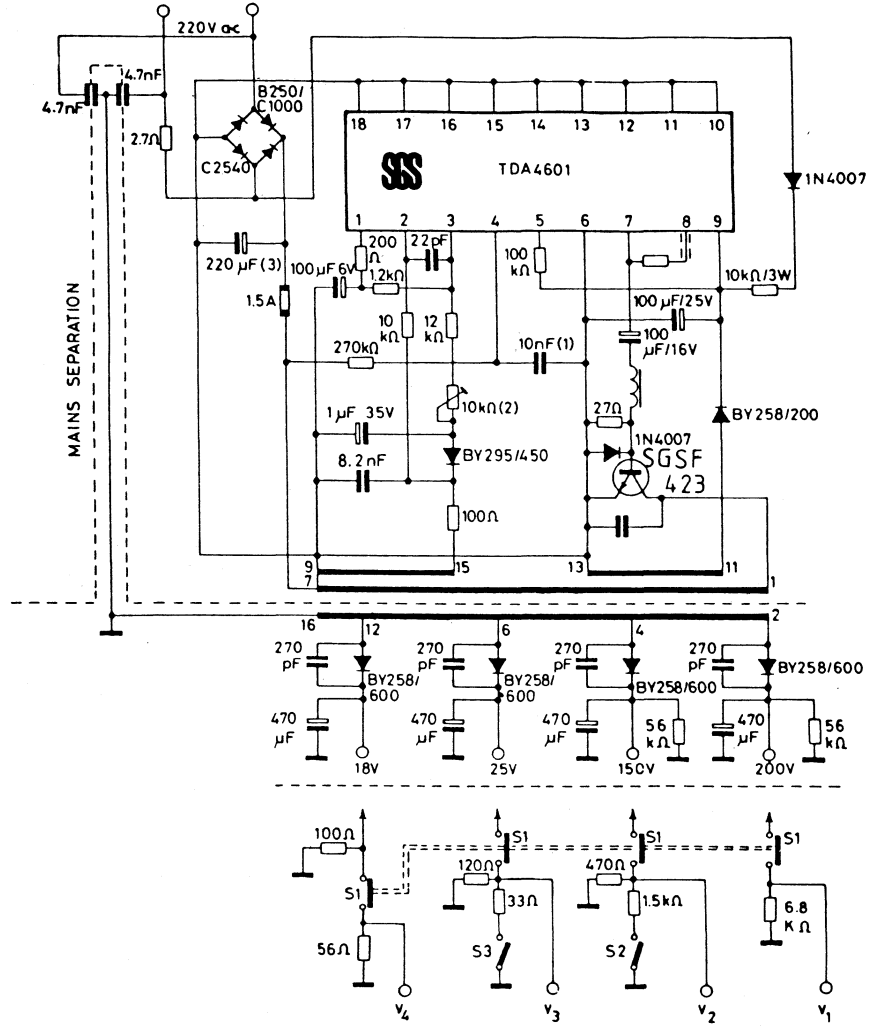 220V ac
4.7nF
4.7nF
B250/
C1000
2.7Ω
C2540
18 17 16 15 14 13 12 11 10
SGS
TDA4601
1N4007
1 2 3 4 5 6 7 8 9
220 µF(3)
200
Ω
22pF
100
kΩ
10kΩ/3W
100µF 6V
1.2kΩ
1.5A
100 µF/25V
10
kΩ
12
kΩ
100
µF/16V
270kΩ
10nF(1)
MAINS SEPARATION
10kΩ(2)
1µF 35V
27Ω
BY258/200
BY295/450
1N4007
SGSF
423
8.2nF
100Ω
9
15
13
11
7
1
16
12
6
4
2
270
pF
BY258/
600
270
pF
BY258/
600
270
pF
BY258/600
270
pF
BY258/600
470
µF
470
µF
470
µF
56
kΩ
470
µF
56
kΩ
18V
25V
150V
200V
100Ω
S1
S1
S1
S1
120Ω
470Ω
33Ω
1.5kΩ
6.8
KΩ
56Ω
S3
S2
V4
V3
V2
V1